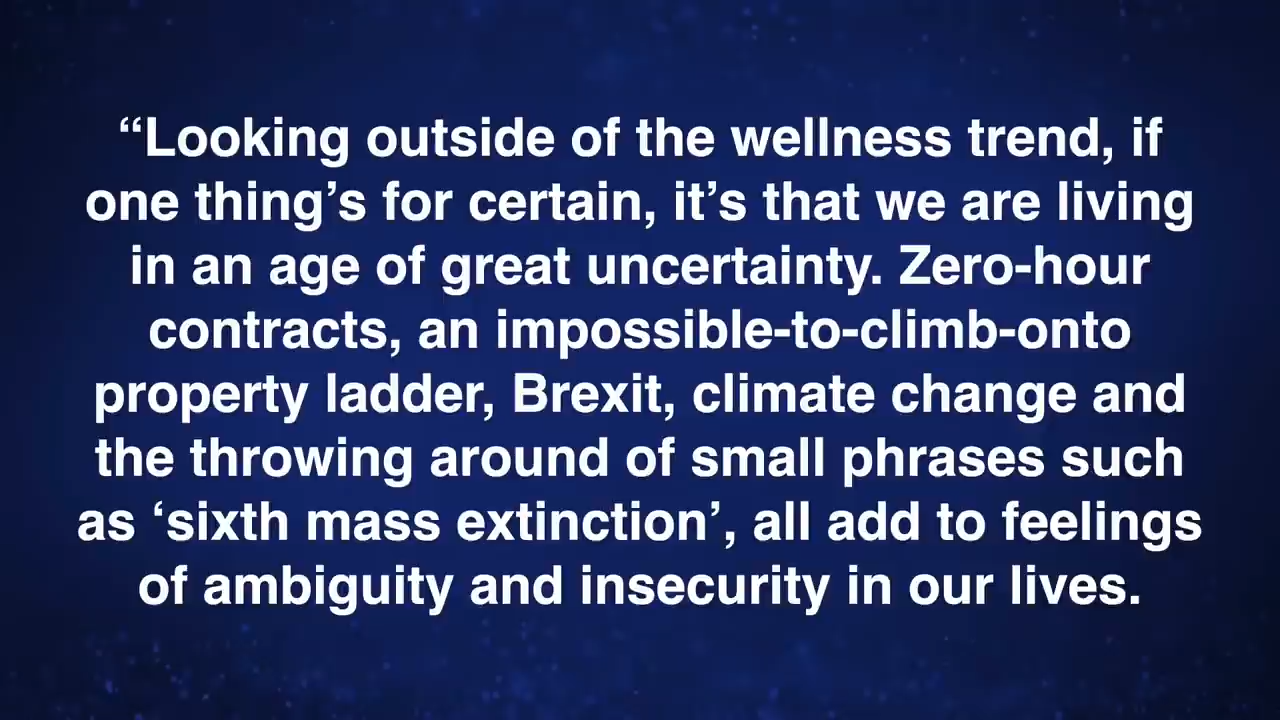 “Looking outside of the wellness trend, if
one thing’s for certain, it’s that we are living
in an age of great uncertainty. Zero-hour
contracts, an impossible-to-climb-onto
property ladder, Brexit, climate change and
the throwing around of small phrases such
as ‘sixth mass extinction’, all add to feelings
of ambiguity and insecurity in our lives.